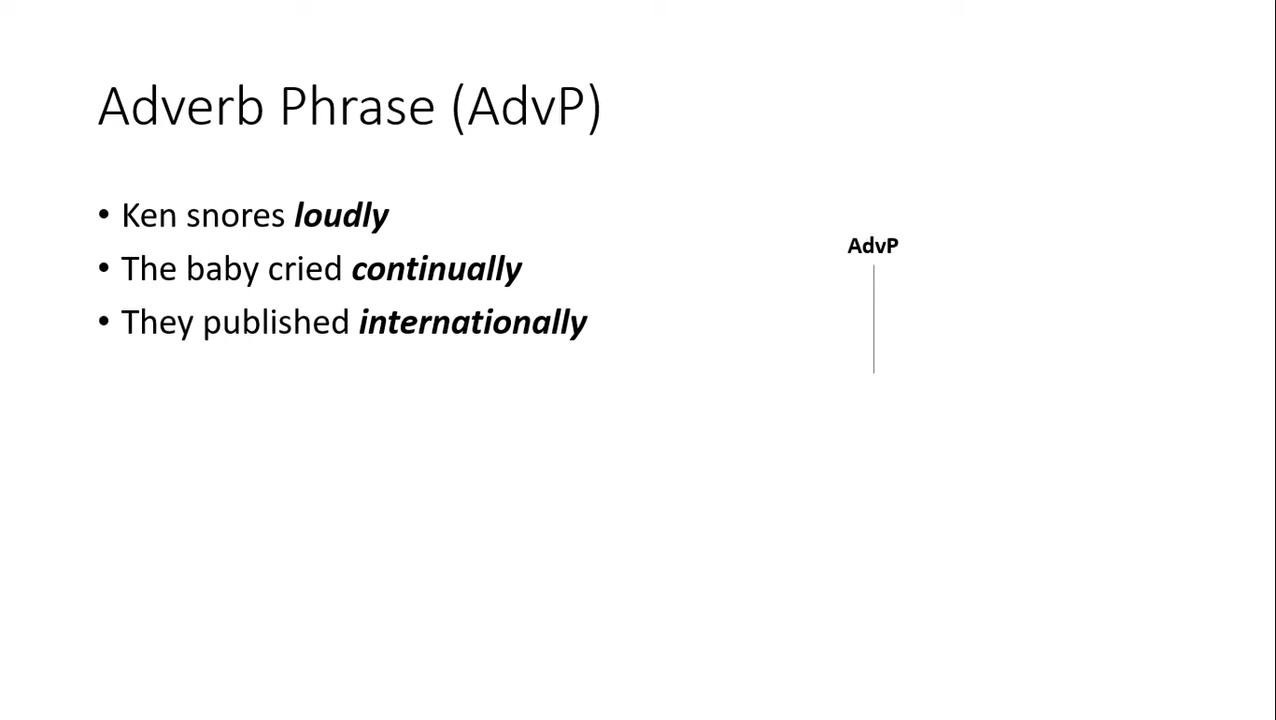 Adverb Phrase (AdvP)
• Ken snores loudly
• The baby cried continually
• They published internationally
AdvP